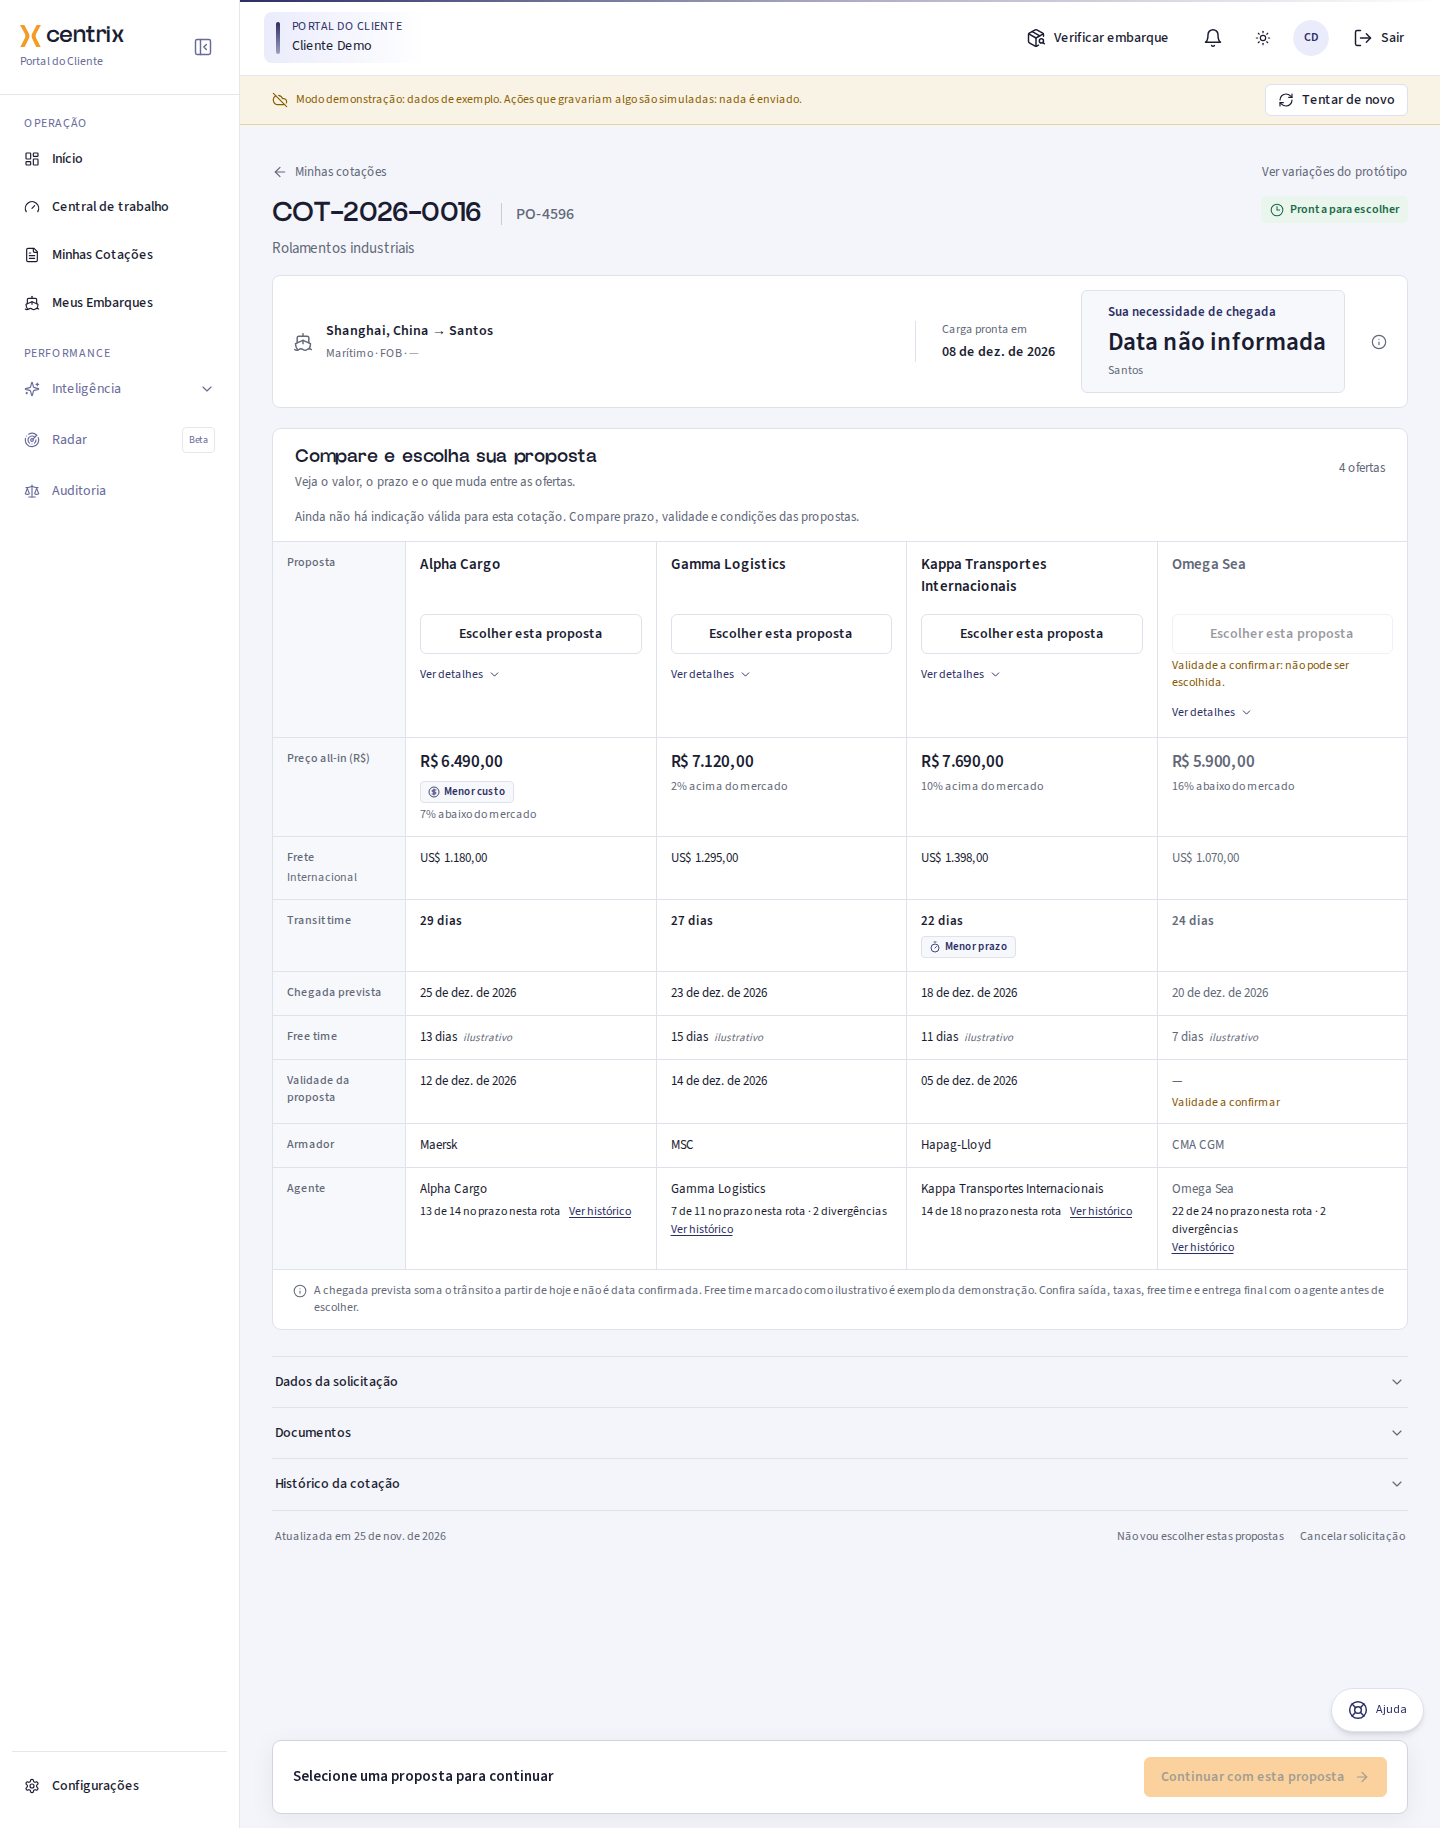 centrix
Portal do Cliente
OPERAÇÃO
Início
Central de trabalho
Minhas Cotações
Meus Embarques
PERFORMANCE
Inteligência
Radar
Beta
Auditoria
Configurações
PORTAL DO CLIENTE
Cliente Demo
Verificar embarque
CD
Sair
Modo demonstração: dados de exemplo. Ações que gravariam algo são simuladas: nada é enviado.
Tentar de novo
Minhas cotações
Ver variações do protótipo
COT-2026-0016
PO-4596
Pronta para escolher
Rolamentos industriais
Shanghai, China → Santos
Marítimo · FOB · —
Carga pronta em
08 de dez. de 2026
Sua necessidade de chegada
Data não informada
Santos
Compare e escolha sua proposta
Veja o valor, o prazo e o que muda entre as ofertas.
4 ofertas
Ainda não há indicação válida para esta cotação. Compare prazo, validade e condições das propostas.
Proposta
Alpha Cargo
Escolher esta proposta
Ver detalhes
Gamma Logistics
Escolher esta proposta
Ver detalhes
Kappa Transportes
Internacionais
Escolher esta proposta
Ver detalhes
Omega Sea
Escolher esta proposta
Validade a confirmar: não pode ser
escolhida.
Ver detalhes
Preço all-in (R$)
R$ 6.490,00
Menor custo
7% abaixo do mercado
R$ 7.120,00
2% acima do mercado
R$ 7.690,00
10% acima do mercado
R$ 5.900,00
16% abaixo do mercado
Frete
Internacional
US$ 1.180,00
US$ 1.295,00
US$ 1.398,00
US$ 1.070,00
Transit time
29 dias
27 dias
22 dias
Menor prazo
24 dias
Chegada prevista
25 de dez. de 2026
23 de dez. de 2026
18 de dez. de 2026
20 de dez. de 2026
Free time
13 dias ilustrativo
15 dias ilustrativo
11 dias ilustrativo
7 dias ilustrativo
Validade da
proposta
12 de dez. de 2026
14 de dez. de 2026
05 de dez. de 2026
—
Validade a confirmar
Armador
Maersk
MSC
Hapag-Lloyd
CMA CGM
Agente
Alpha Cargo
13 de 14 no prazo nesta rota Ver histórico
Gamma Logistics
7 de 11 no prazo nesta rota · 2 divergências
Ver histórico
Kappa Transportes Internacionais
14 de 18 no prazo nesta rota Ver histórico
Omega Sea
22 de 24 no prazo nesta rota · 2
divergências
Ver histórico
A chegada prevista soma o trânsito a partir de hoje e não é data confirmada. Free time marcado como ilustrativo é exemplo da demonstração. Confira saída, taxas, free time e entrega final com o agente antes de
escolher.
Dados da solicitação
Documentos
Histórico da cotação
Atualizada em 25 de nov. de 2026
Não vou escolher estas propostas
Cancelar solicitação
Ajuda
Selecione uma proposta para continuar
Continuar com esta proposta